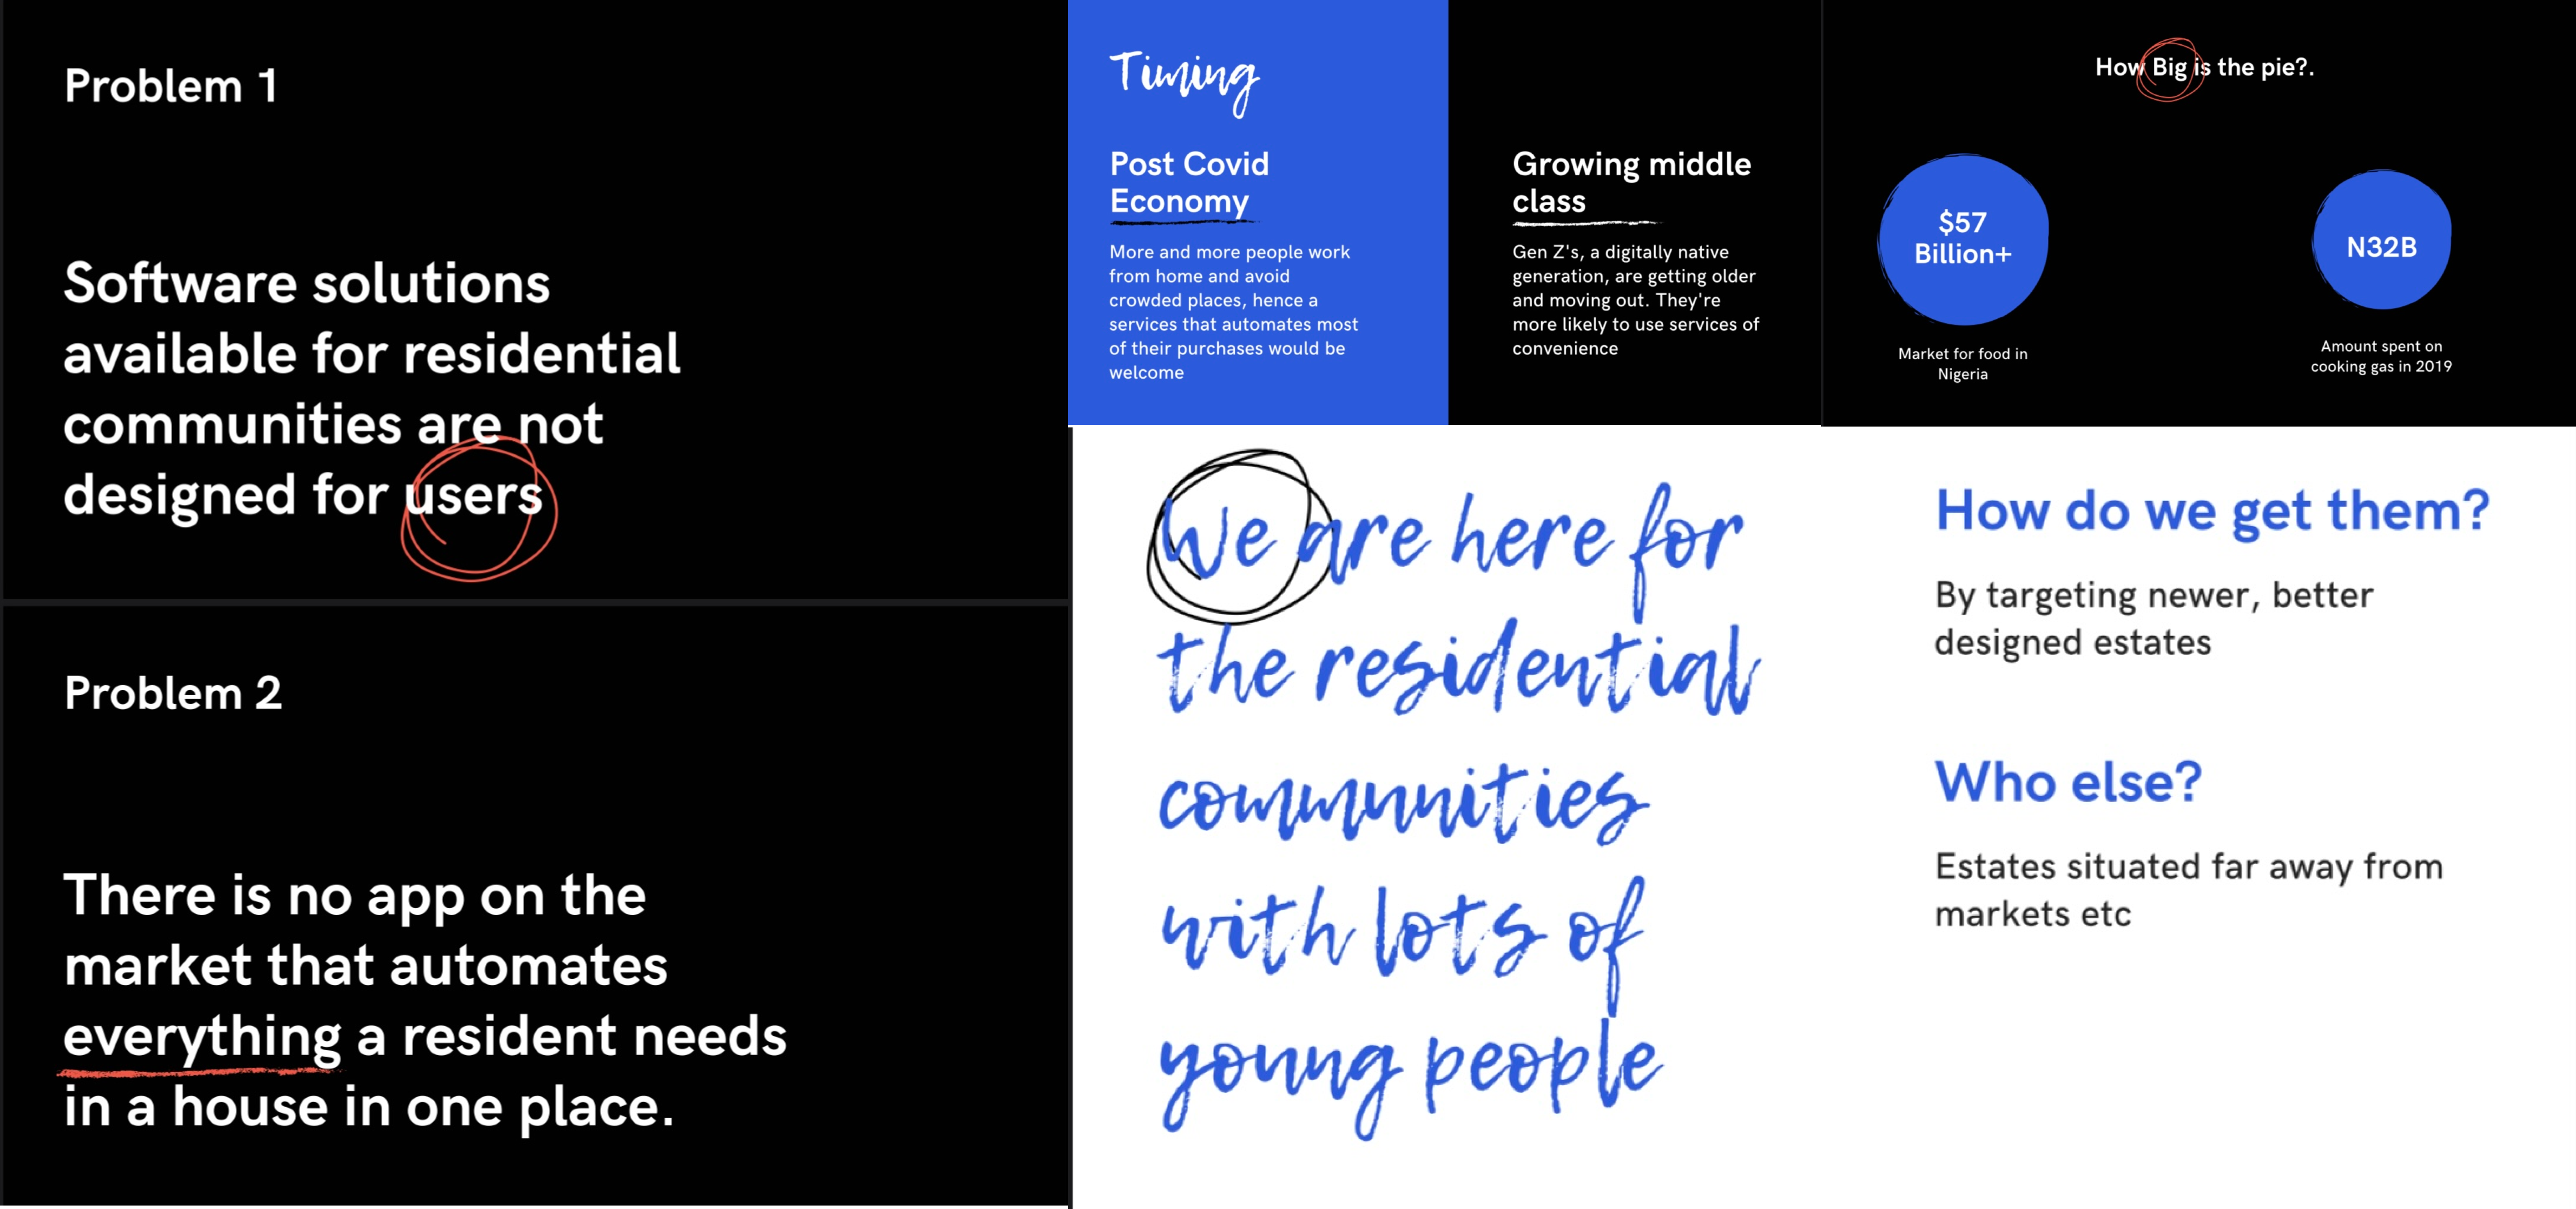 Problem 1
Software solutions
available for residential
communities are not
designed for users
Problem 2
There is no app on the
market that automates
everything a resident needs
in a house in one place.
Timing
Post Covid
Economy
More and more people work
from home and avoid
crowded places, hence a
services that automates most
of their purchases would be
welcome
Growing middle
class
Gen Z's, a digitally native
generation, are getting older
and moving out. They're
more likely to use services of
convenience
How Big is the pie?.
$57
Billion+
Market for food in
Nigeria
N32B
Amount spent on
cooking gas in 2019
We are here for
the residential
communities
with lots of
young people
How do we get them?
By targeting newer, better
designed estates
Who else?
Estates situated far away from
markets etc